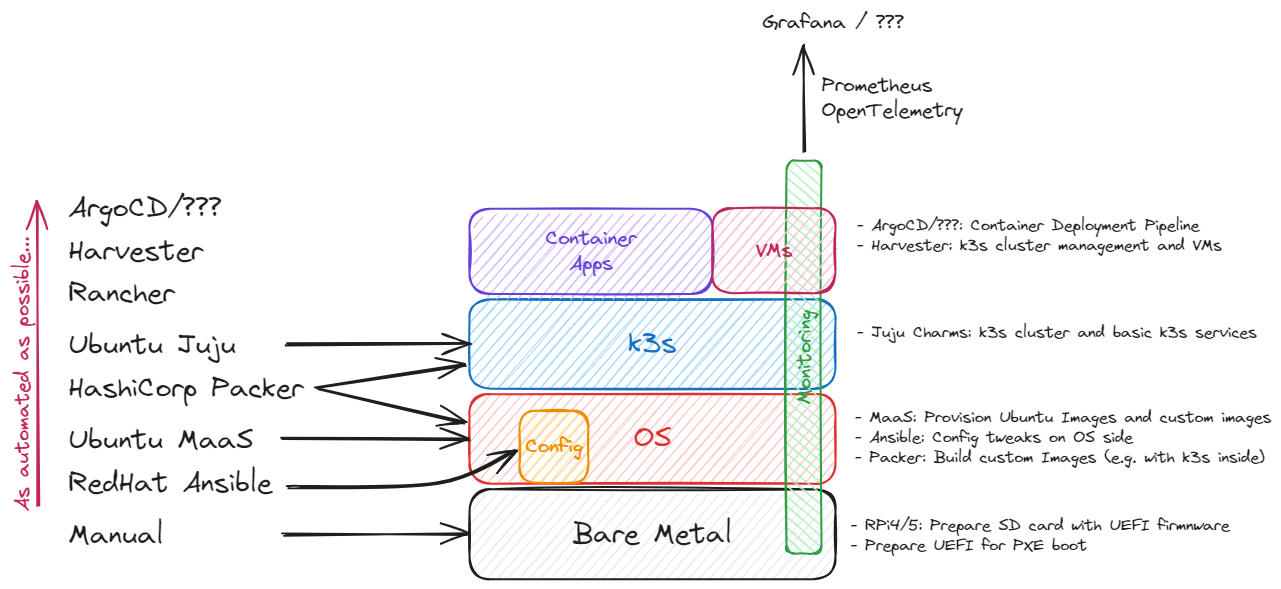 Grafana / ???
Prometheus
OpenTelemetry
As automated as possible...
ArgoCD/???
Harvester
Rancher
Ubuntu Juju
HashiCorp Packer
Ubuntu MaaS
RedHat Ansible
Manual
Container
Apps
VMs
k3s
Monitoring
Config
OS
Bare Metal
- ArgoCD/???: Container Deployment Pipeline
- Harvester: k3s cluster management and VMs
- Juju Charms: k3s cluster and basic k3s services
- MaaS: Provision Ubuntu Images and custom images
- Ansible: Config tweaks on OS side
- Packer: Build custom Images (e.g. with k3s inside)
- RPi4/5: Prepare SD card with UEFI firmnware
- Prepare UEFI for PXE boot